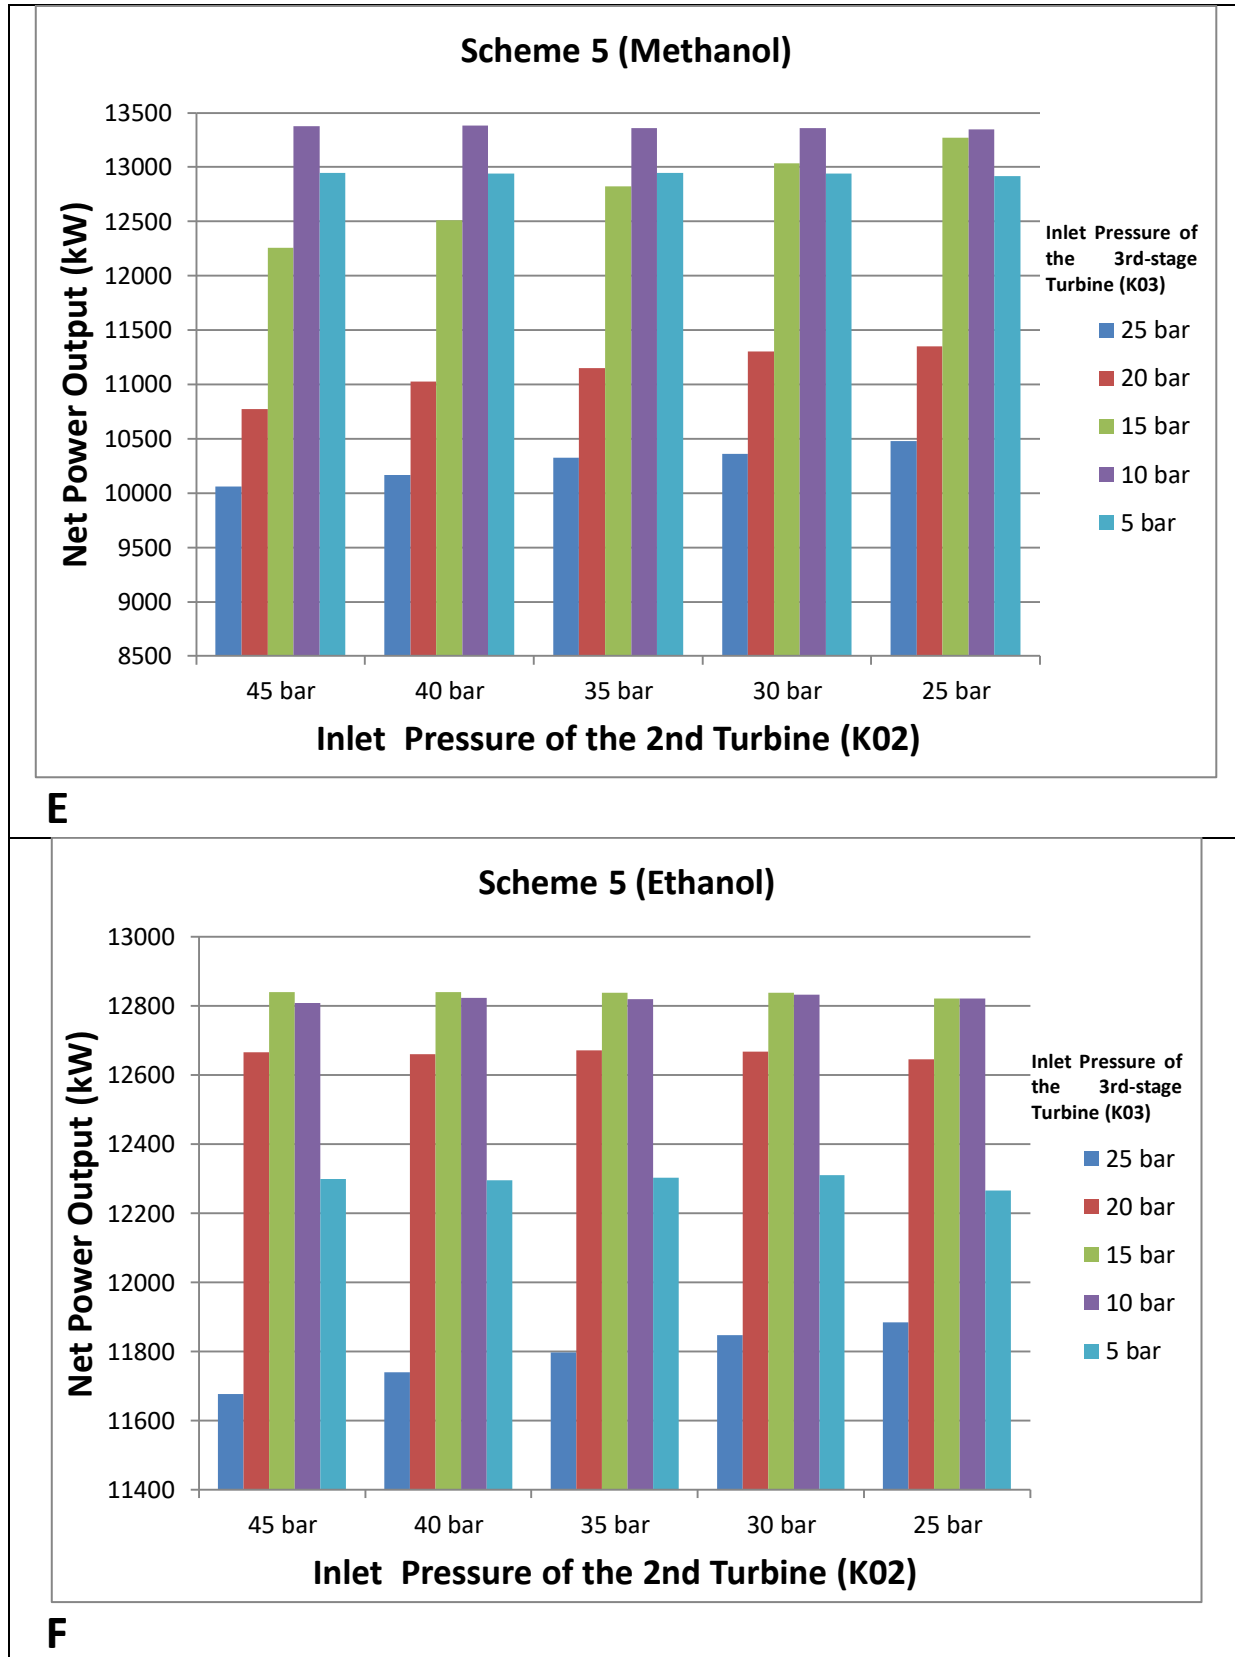 Scheme 5 (Methanol)
13500
13000
12500
12000
11500
11000
10500
10000
9500
9000
8500
Net Power Output (kW)
45 bar
40 bar
35 bar
30 bar
25 bar
Inlet Pressure of the 2nd Turbine (K02)
Inlet Pressure of
the 3rd-stage
Turbine (K03)
25 bar
20 bar
15 bar
10 bar
5 bar
E
Scheme 5 (Ethanol)
13000
12800
12600
12400
12200
12000
11800
11600
11400
Net Power Output (kW)
45 bar
40 bar
35 bar
30 bar
25 bar
Inlet Pressure of the 2nd Turbine (K02)
Inlet Pressure of
the 3rd-stage
Turbine (K03)
25 bar
20 bar
15 bar
10 bar
5 bar
F